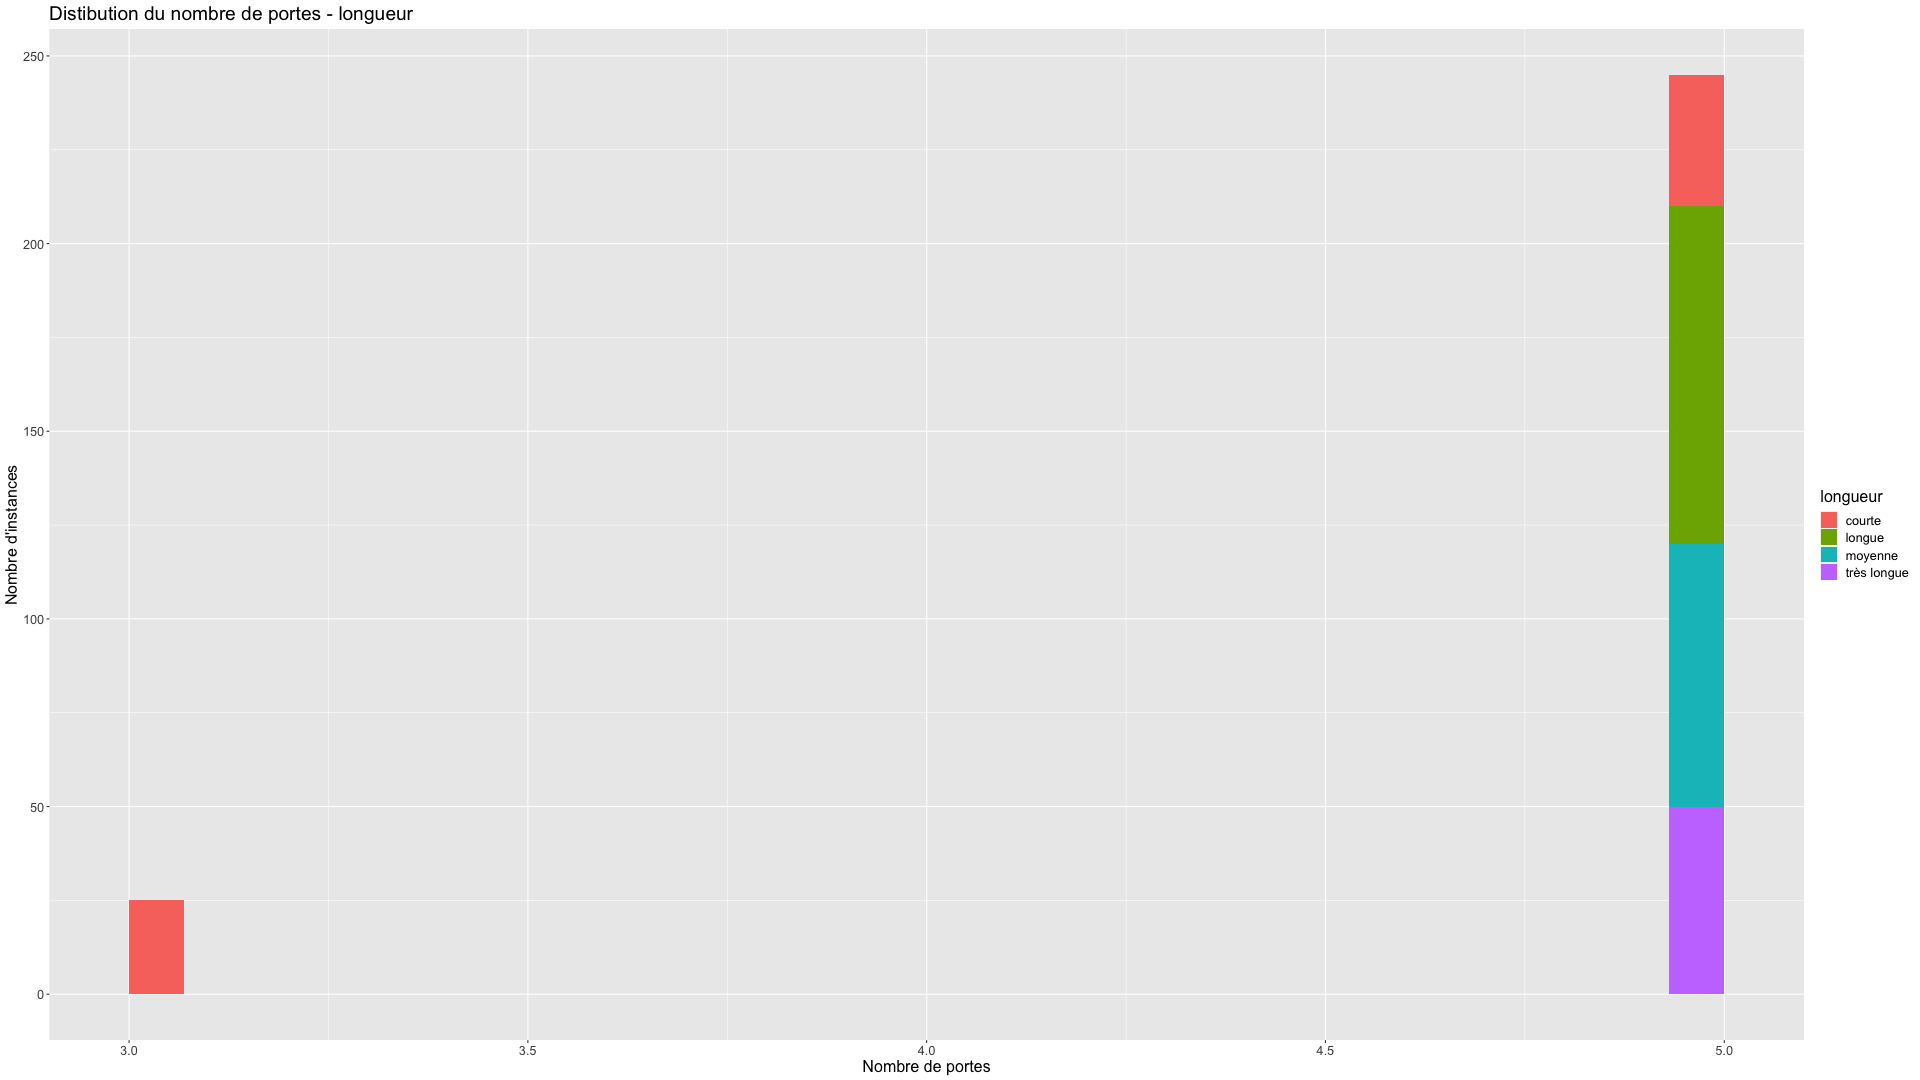 Distibution du nombre de portes - longueur
250
200
150
100
50
0
Nombre d'instances
3.0
3.5
4.0
4.5
5.0
Nombre de portes
longueur
courte
longue
moyenne
très longue